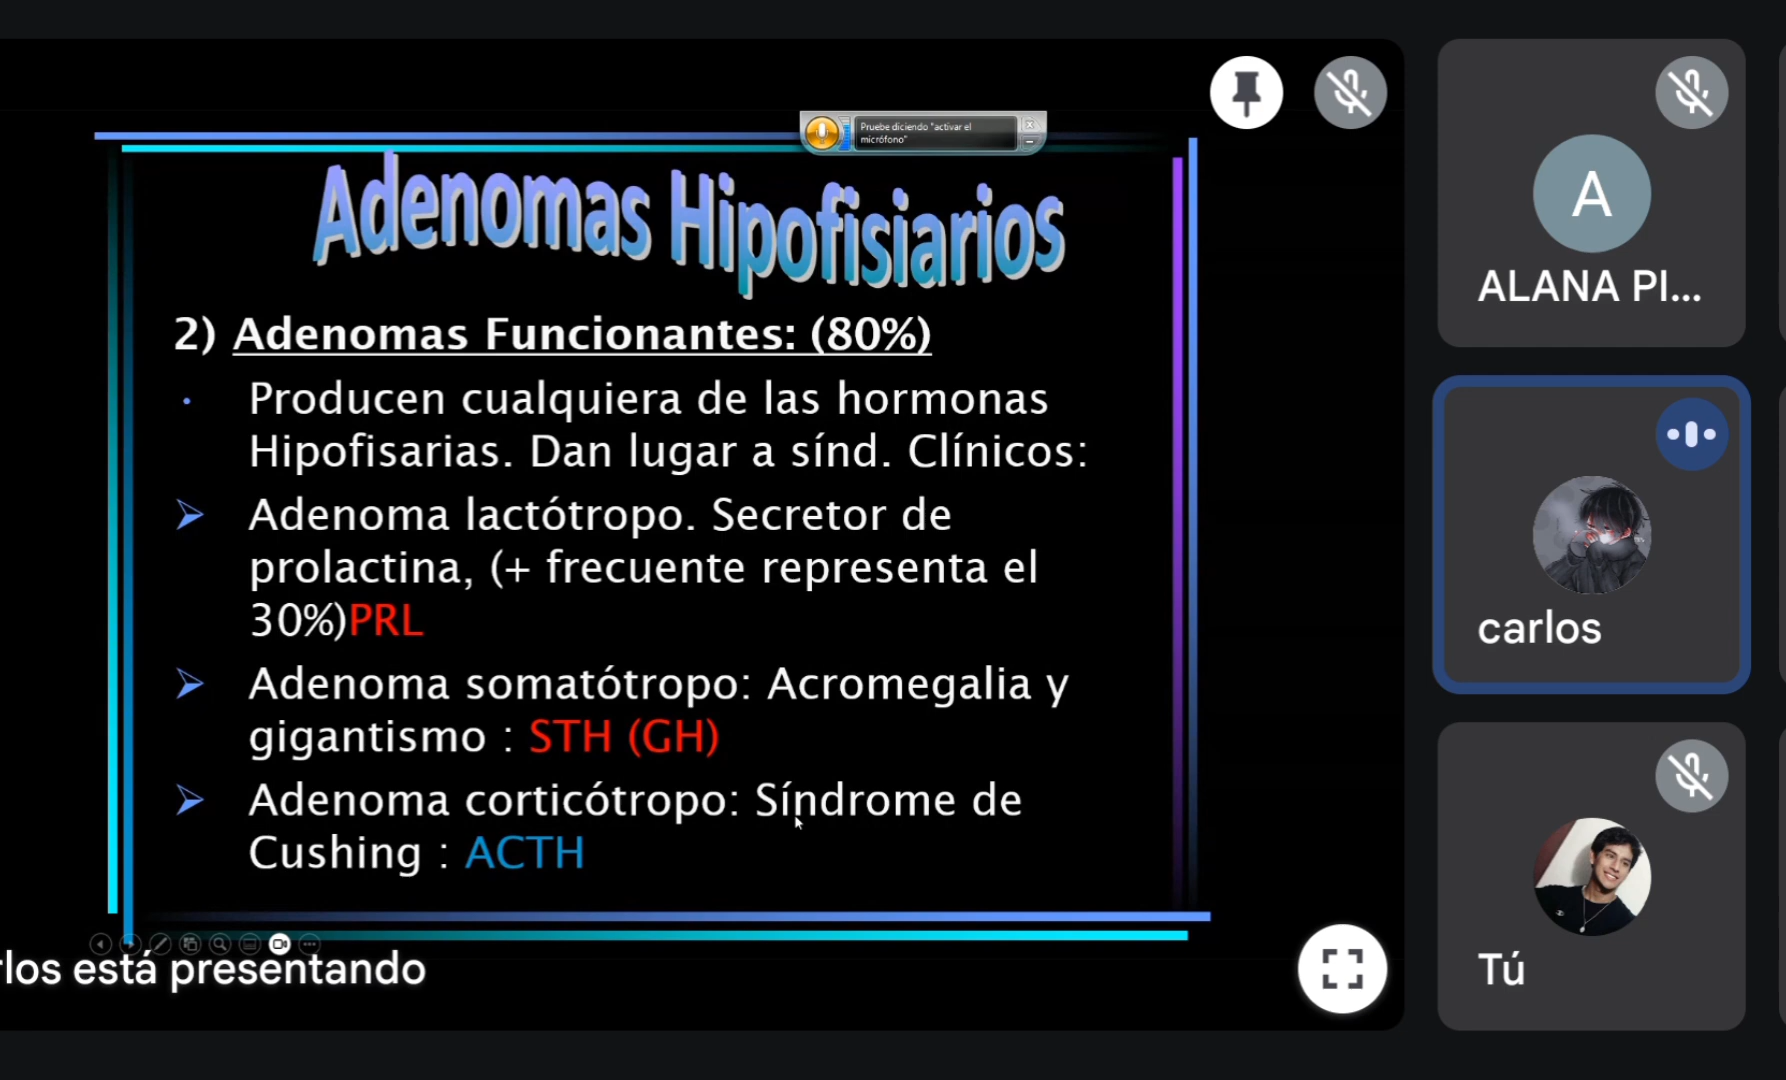 Pruebe diciendo "activar el
micrófono"
Adenomas Hipofisiarios
2) Adenomas Funcionantes: (80%)
• Producen cualquiera de las hormonas
Hipofisarias. Dan lugar a sínd. Clínicos:
➢ Adenoma lactótropo. Secretor de
prolactina, (+ frecuente representa el
30%)PRL
➢ Adenoma somatótropo: Acromegalia y
gigantismo : STH (GH)
➢ Adenoma corticótropo: Síndrome de
Cushing : ACTH
rlos está presentando
A
ALANA PI...
carlos
Tú